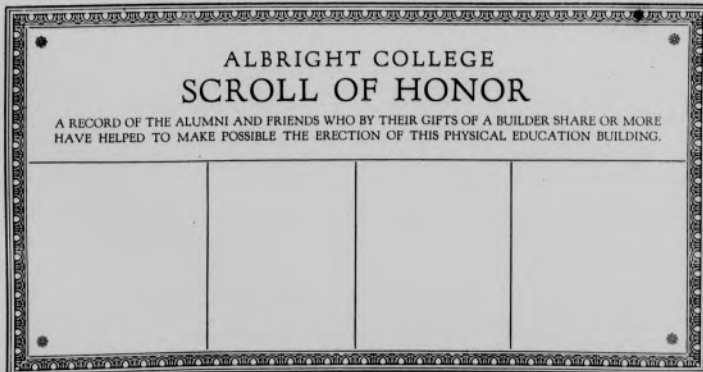 ALBRIGHT COLLEGE
SCROLL OF HONOR
A RECORD OF THE ALUMNI AND FRIENDS WHO BY THEIR GIFTS OF A BUILDER SHARE OR MORE
HAVE HELPED TO MAKE POSSIBLE THE ERECTION OF THIS PHYSICAL EDUCATION BUILDING.